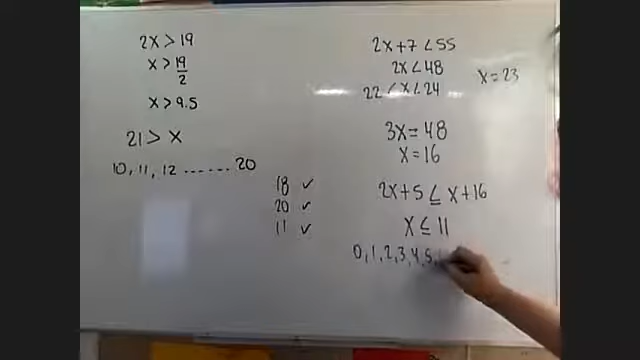 2x > 19
x > 19/2
x > 9.5
21 > x
10, 11, 12 ...... 20
18 ✓
20 ✓
11 ✓
2x+7 < 55
2x < 48
22 < x < 24
x = 23
3x = 48
x = 16
2x+5 ≤ x+16
x ≤ 11
0, 1, 2, 3, 4, 5,